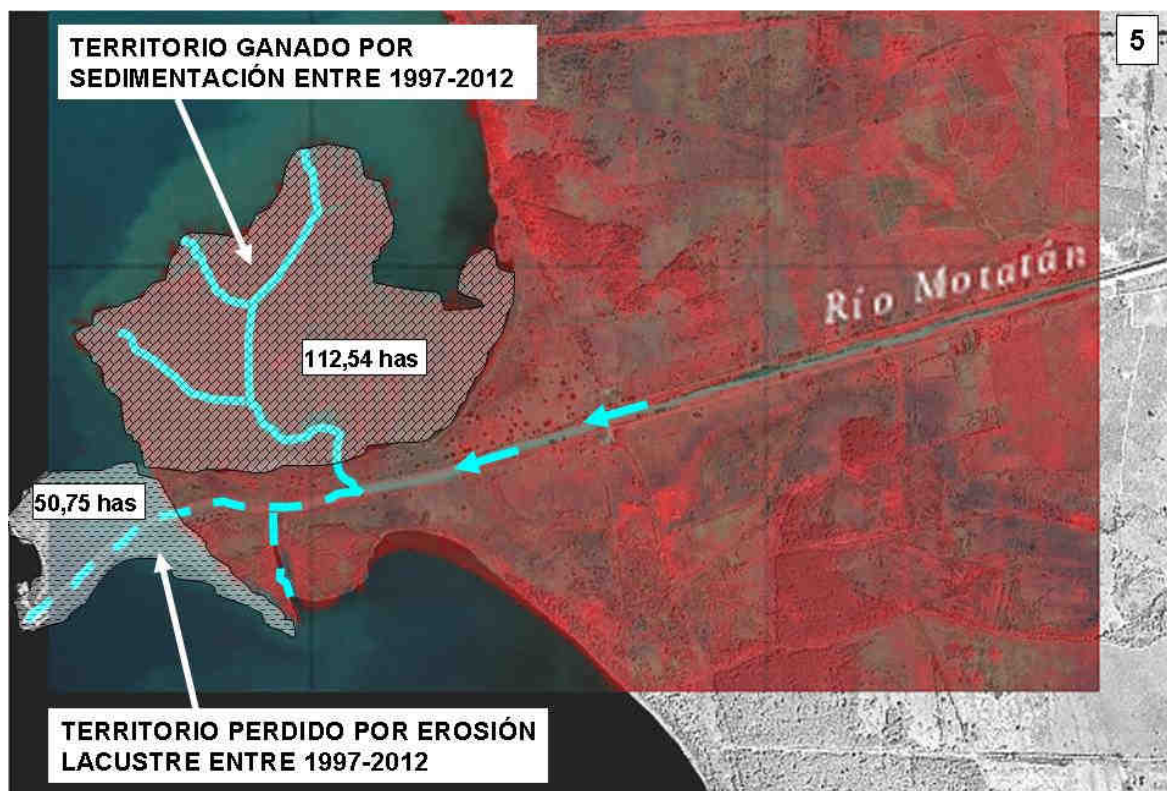 TERRITORIO GANADO POR
SEDIMENTACIÓN ENTRE 1997-2012
5
Río Motatán
112,54 has
50,75 has
TERRITORIO PERDIDO POR EROSIÓN
LACUSTRE ENTRE 1997-2012